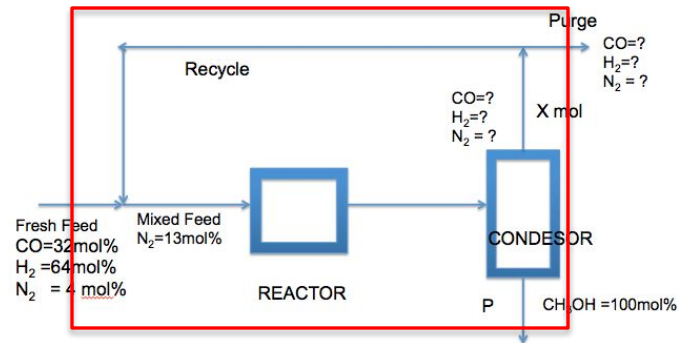 Purge
CO=?
H₂=?
N₂ = ?
Recycle
CO=?
H₂=?
N₂ = ?
X mol
Fresh Feed
CO=32mol%
H₂ =64mol%
N₂ = 4 mol%
Mixed Feed
N₂=13mol%
REACTOR
CONDESOR
P
CH₃OH =100mol%